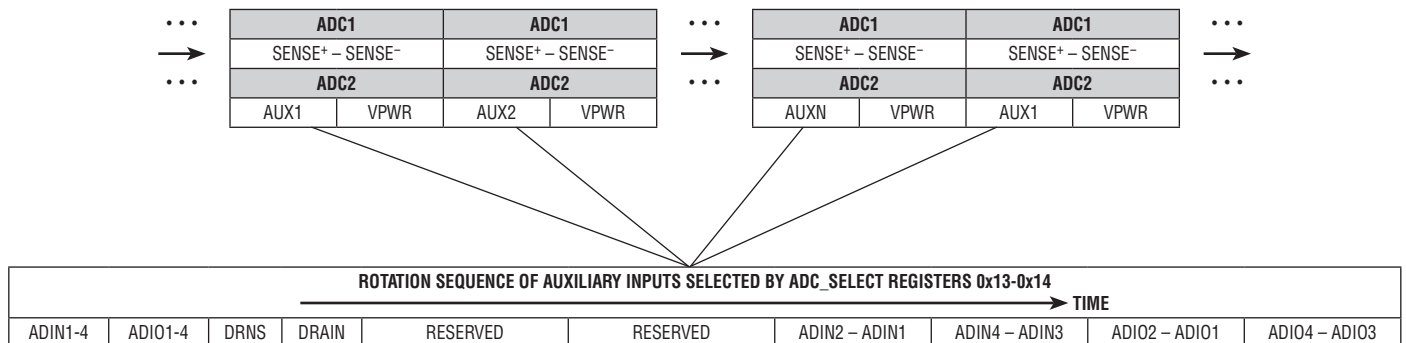 ••• ADC1 ADC1 ••• ADC1 ADC1 •••
SENSE⁺ – SENSE⁻ SENSE⁺ – SENSE⁻ SENSE⁺ – SENSE⁻ SENSE⁺ – SENSE⁻
••• ADC2 ADC2 ••• ADC2 ADC2 •••
AUX1 VPWR AUX2 VPWR AUXN VPWR AUX1 VPWR
ROTATION SEQUENCE OF AUXILIARY INPUTS SELECTED BY ADC_SELECT REGISTERS 0x13-0x14
TIME
ADIN1-4 ADIO1-4 DRNS DRAIN RESERVED RESERVED ADIN2 – ADIN1 ADIN4 – ADIN3 ADIO2 – ADIO1 ADIO4 – ADIO3